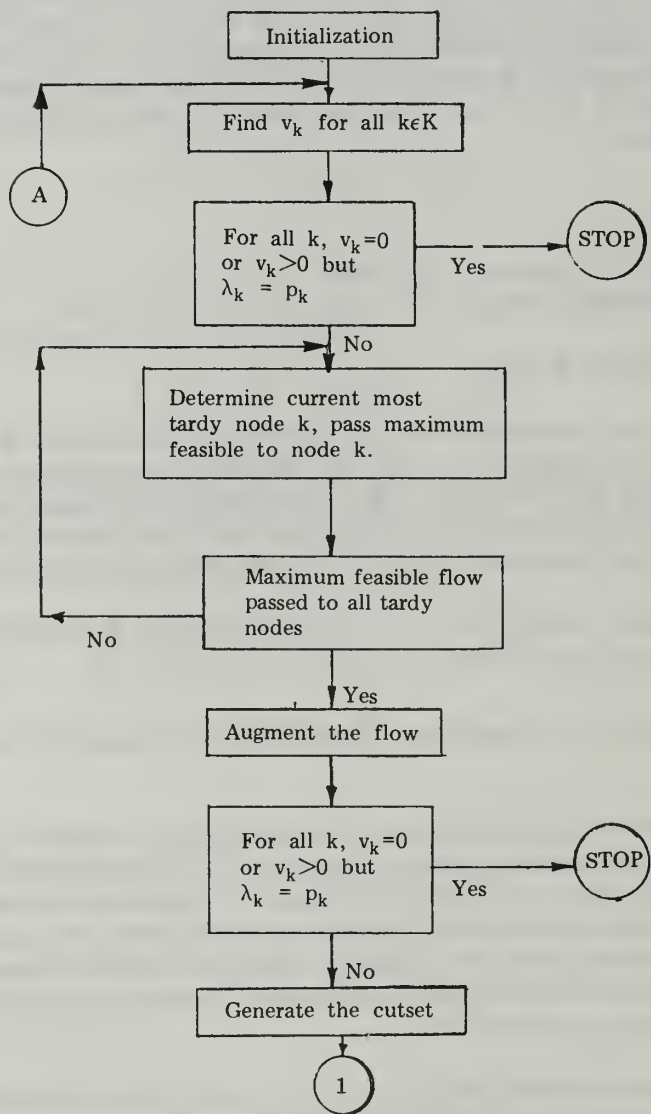 Initialization
Find v_k for all kϵK
A
For all k, v_k=0
or v_k>0 but
λ_k = p_k
Yes
STOP
No
Determine current most
tardy node k, pass maximum
feasible to node k.
Maximum feasible flow
passed to all tardy
nodes
No
Yes
Augment the flow
For all k, v_k=0
or v_k>0 but
λ_k = p_k
Yes
STOP
No
Generate the cutset
1